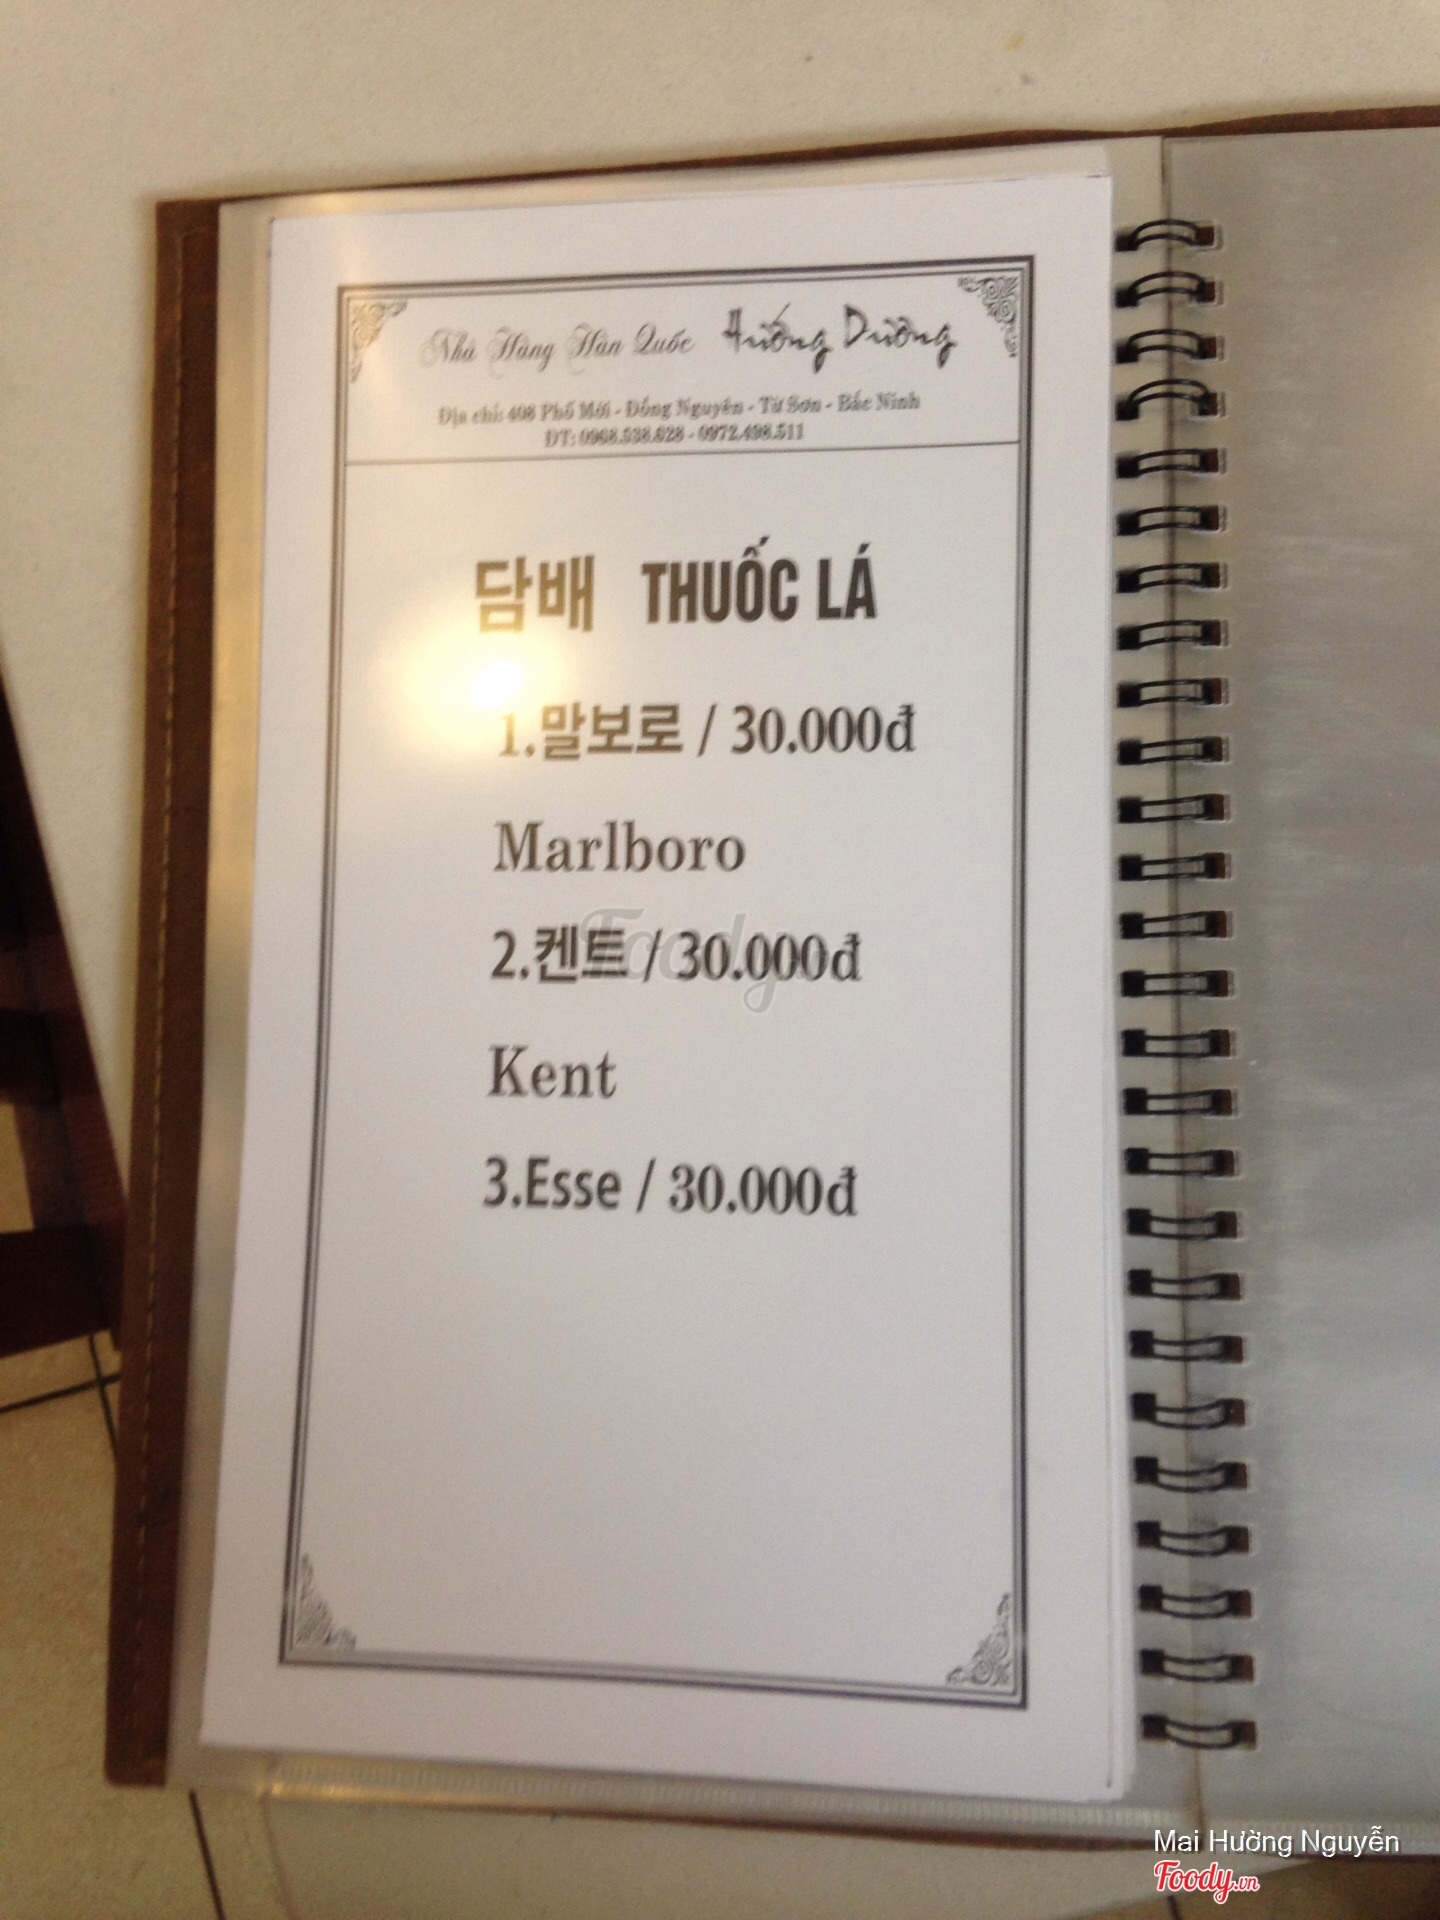 Nhà Hàng Hàn Quốc Hướng Dường
Địa chỉ: 408 Phố Mới - Đồng Nguyên - Từ Sơn - Bắc Ninh
ĐT: 0968.538.628 - 0972.498.511
담배 THUỐC LÁ
1.말보로 / 30.000đ
Marlboro
2.켄트 / 30.000đ
Kent
3.Esse / 30.000đ
Foody
Mai Hường Nguyễn
Foody.vn